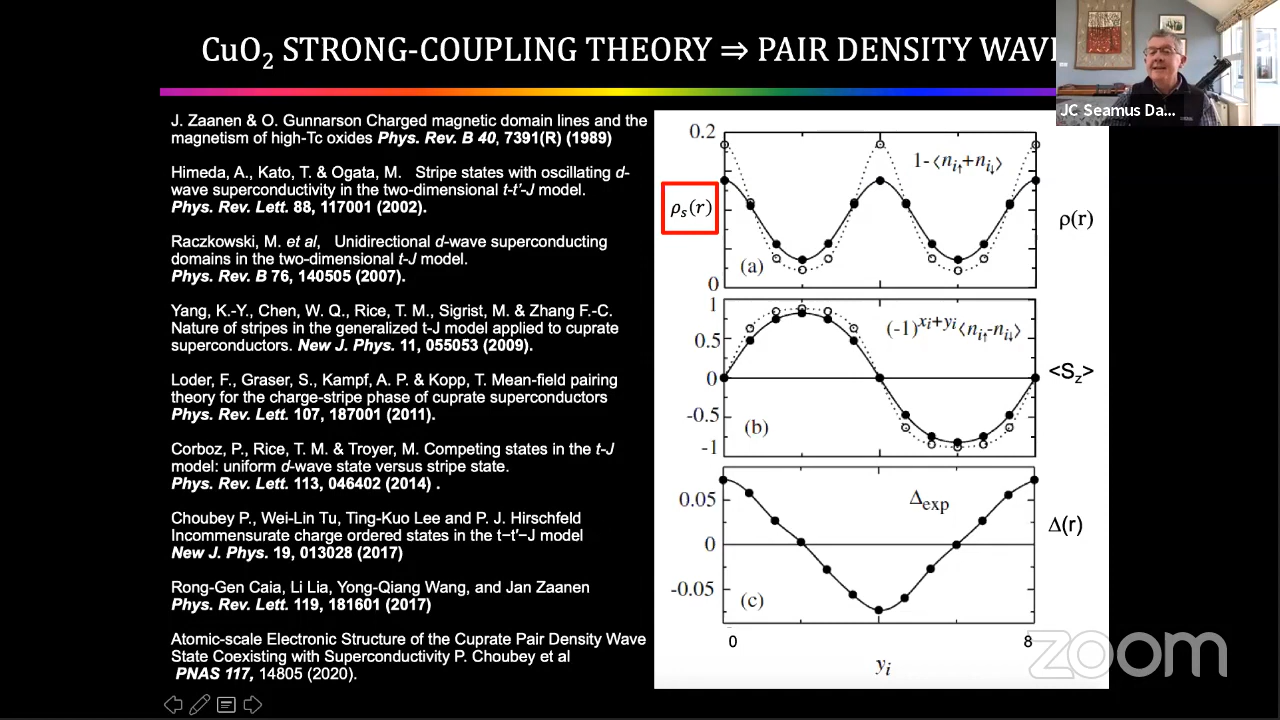 CuO₂ STRONG-COUPLING THEORY ⇒ PAIR DENSITY WAVE
JC Seamus Da...
J. Zaanen & O. Gunnarson Charged magnetic domain lines and the
magnetism of high-Tc oxides Phys. Rev. B 40, 7391(R) (1989)
Himeda, A., Kato, T. & Ogata, M. Stripe states with oscillating d-
wave superconductivity in the two-dimensional t-t′-J model.
Phys. Rev. Lett. 88, 117001 (2002).
Raczkowski, M. et al, Unidirectional d-wave superconducting
domains in the two-dimensional t-J model.
Phys. Rev. B 76, 140505 (2007).
Yang, K.-Y., Chen, W. Q., Rice, T. M., Sigrist, M. & Zhang F.-C.
Nature of stripes in the generalized t-J model applied to cuprate
superconductors. New J. Phys. 11, 055053 (2009).
Loder, F., Graser, S., Kampf, A. P. & Kopp, T. Mean-field pairing
theory for the charge-stripe phase of cuprate superconductors
Phys. Rev. Lett. 107, 187001 (2011).
Corboz, P., Rice, T. M. & Troyer, M. Competing states in the t-J
model: uniform d-wave state versus stripe state.
Phys. Rev. Lett. 113, 046402 (2014) .
Choubey P., Wei-Lin Tu, Ting-Kuo Lee and P. J. Hirschfeld
Incommensurate charge ordered states in the t−t′−J model
New J. Phys. 19, 013028 (2017)
Rong-Gen Caia, Li Lia, Yong-Qiang Wang, and Jan Zaanen
Phys. Rev. Lett. 119, 181601 (2017)
Atomic-scale Electronic Structure of the Cuprate Pair Density Wave
State Coexisting with Superconductivity P. Choubey et al
PNAS 117, 14805 (2020).
0.2
1-⟨nᵢ↑+nᵢ↓⟩
ρₛ(r)
ρ(r)
(a)
0
1
(-1)^{xᵢ+yᵢ}⟨nᵢ↑-nᵢ↓⟩
0.5
0
<S_z>
-0.5
(b)
-1
0.05
Δ_exp
Δ(r)
0
-0.05
(c)
0
8
yᵢ
zoom